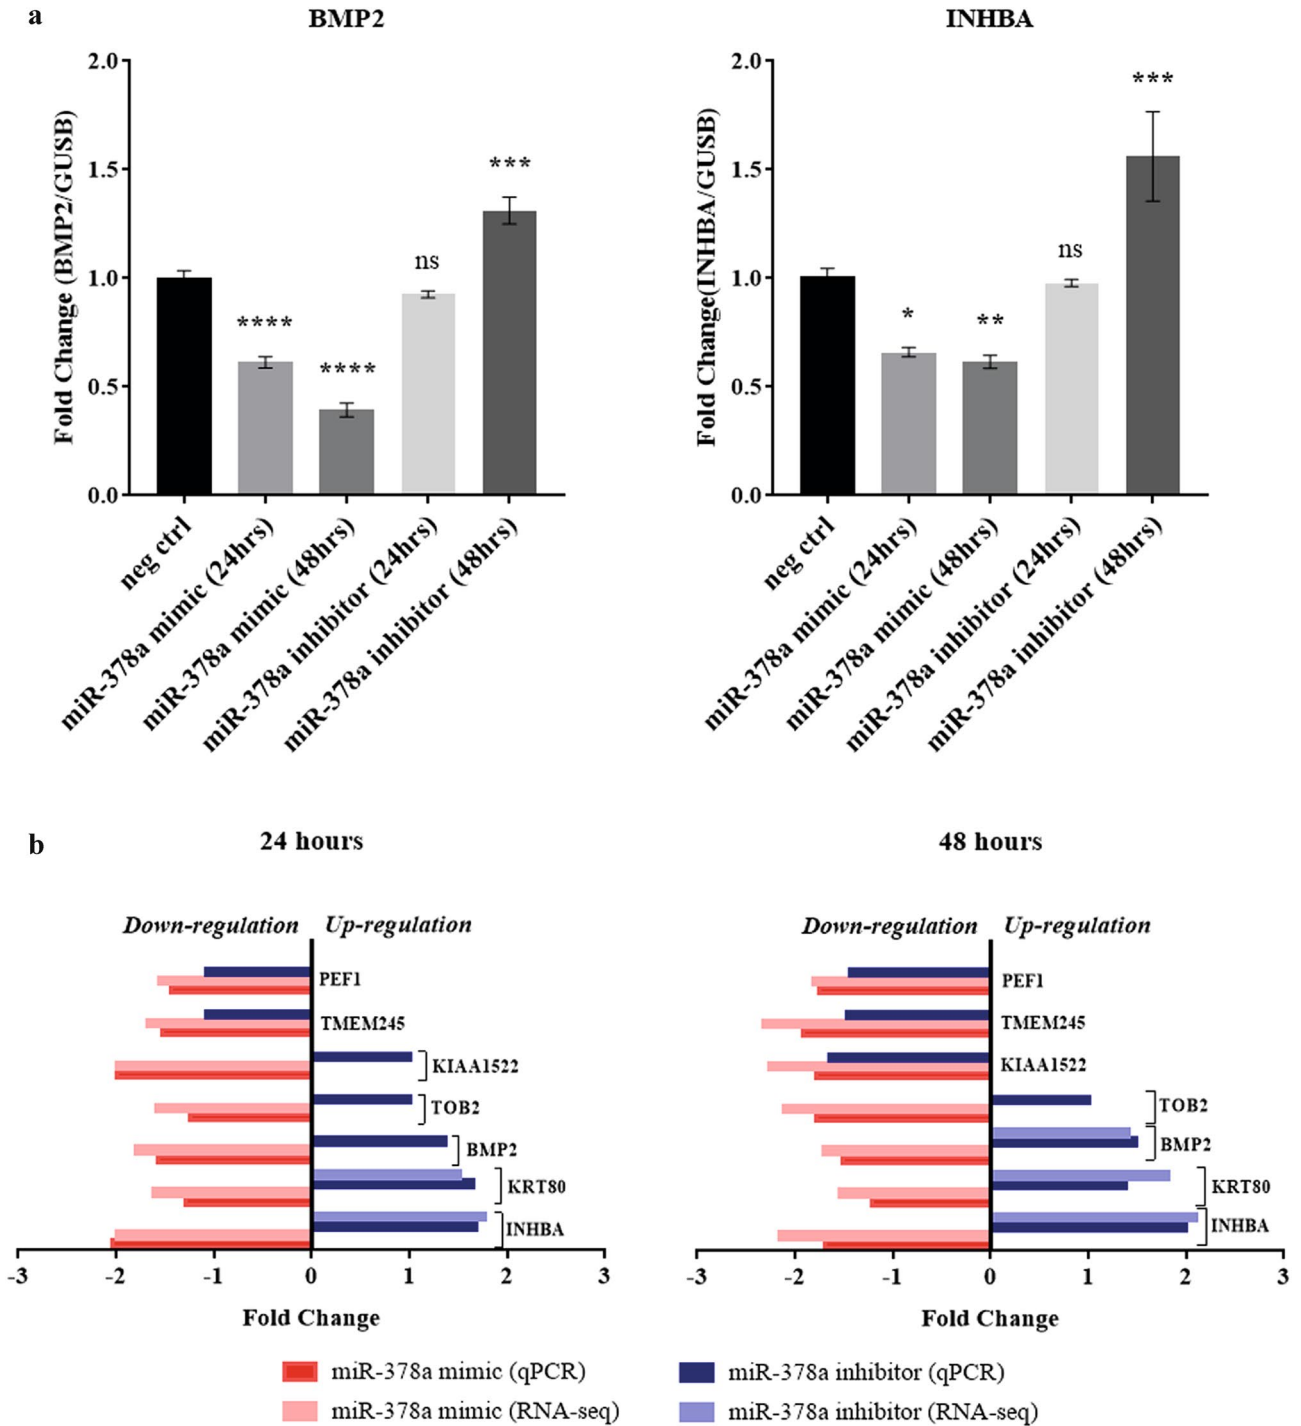 a
BMP2
INHBA
Fold Change (BMP2/GUSB)
2.0
1.5
1.0
0.5
0.0
****
****
ns
***
neg ctrl
miR-378a mimic (24hrs)
miR-378a mimic (48hrs)
miR-378a inhibitor (24hrs)
miR-378a inhibitor (48hrs)
Fold Change(INHBA/GUSB)
2.0
1.5
1.0
0.5
0.0
*
**
ns
***
neg ctrl
miR-378a mimic (24hrs)
miR-378a mimic (48hrs)
miR-378a inhibitor (24hrs)
miR-378a inhibitor (48hrs)
b
24 hours
Down-regulation Up-regulation
PEF1
TMEM245
KIAA1522
TOB2
BMP2
KRT80
INHBA
-3 -2 -1 0 1 2 3
Fold Change
48 hours
Down-regulation Up-regulation
PEF1
TMEM245
KIAA1522
TOB2
BMP2
KRT80
INHBA
-3 -2 -1 0 1 2 3
Fold Change
miR-378a mimic (qPCR)
miR-378a mimic (RNA-seq)
miR-378a inhibitor (qPCR)
miR-378a inhibitor (RNA-seq)